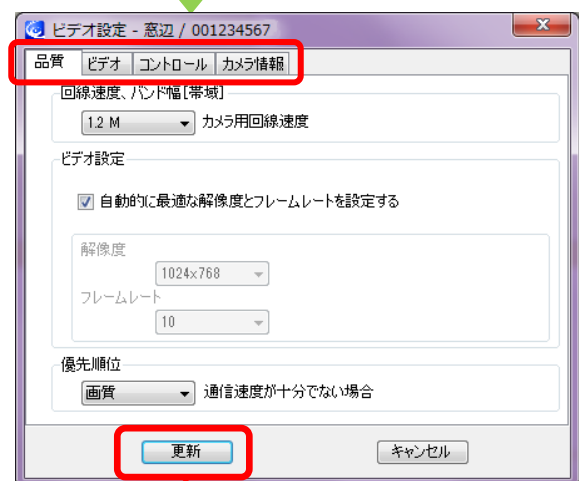 ビデオ設定 - 窓辺 / 001234567
品質 ビデオ コントロール カメラ情報
回線速度、バンド幅[帯域]
1.2 M カメラ用回線速度
ビデオ設定
自動的に最適な解像度とフレームレートを設定する
解像度
1024x768
フレームレート
10
優先順位
画質 通信速度が十分でない場合
更新 キャンセル